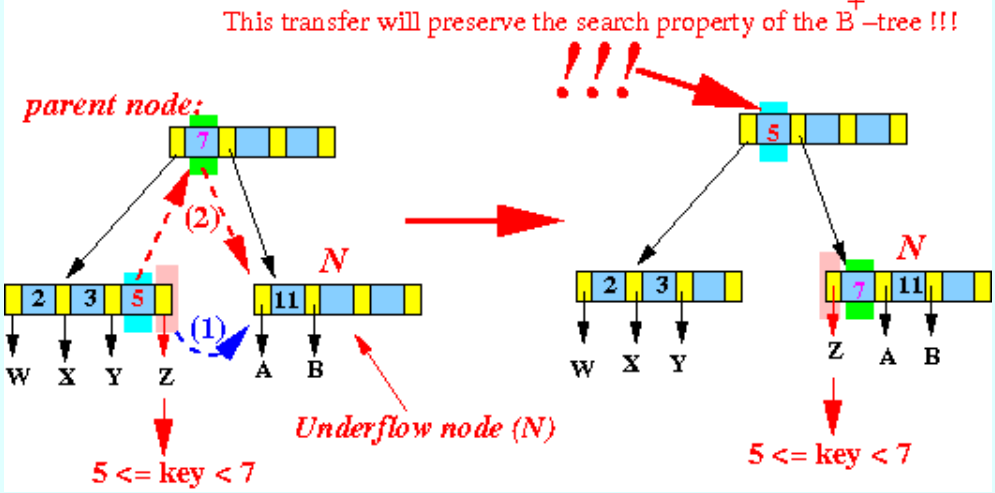 This transfer will preserve the search property of the B+-tree !!!
!!!
parent node:
7
5
(2)
N
N
2 3 5
11
2 3
7 11
(1)
W X Y Z A B
W X Y Z A B
Underflow node (N)
5 <= key < 7
5 <= key < 7